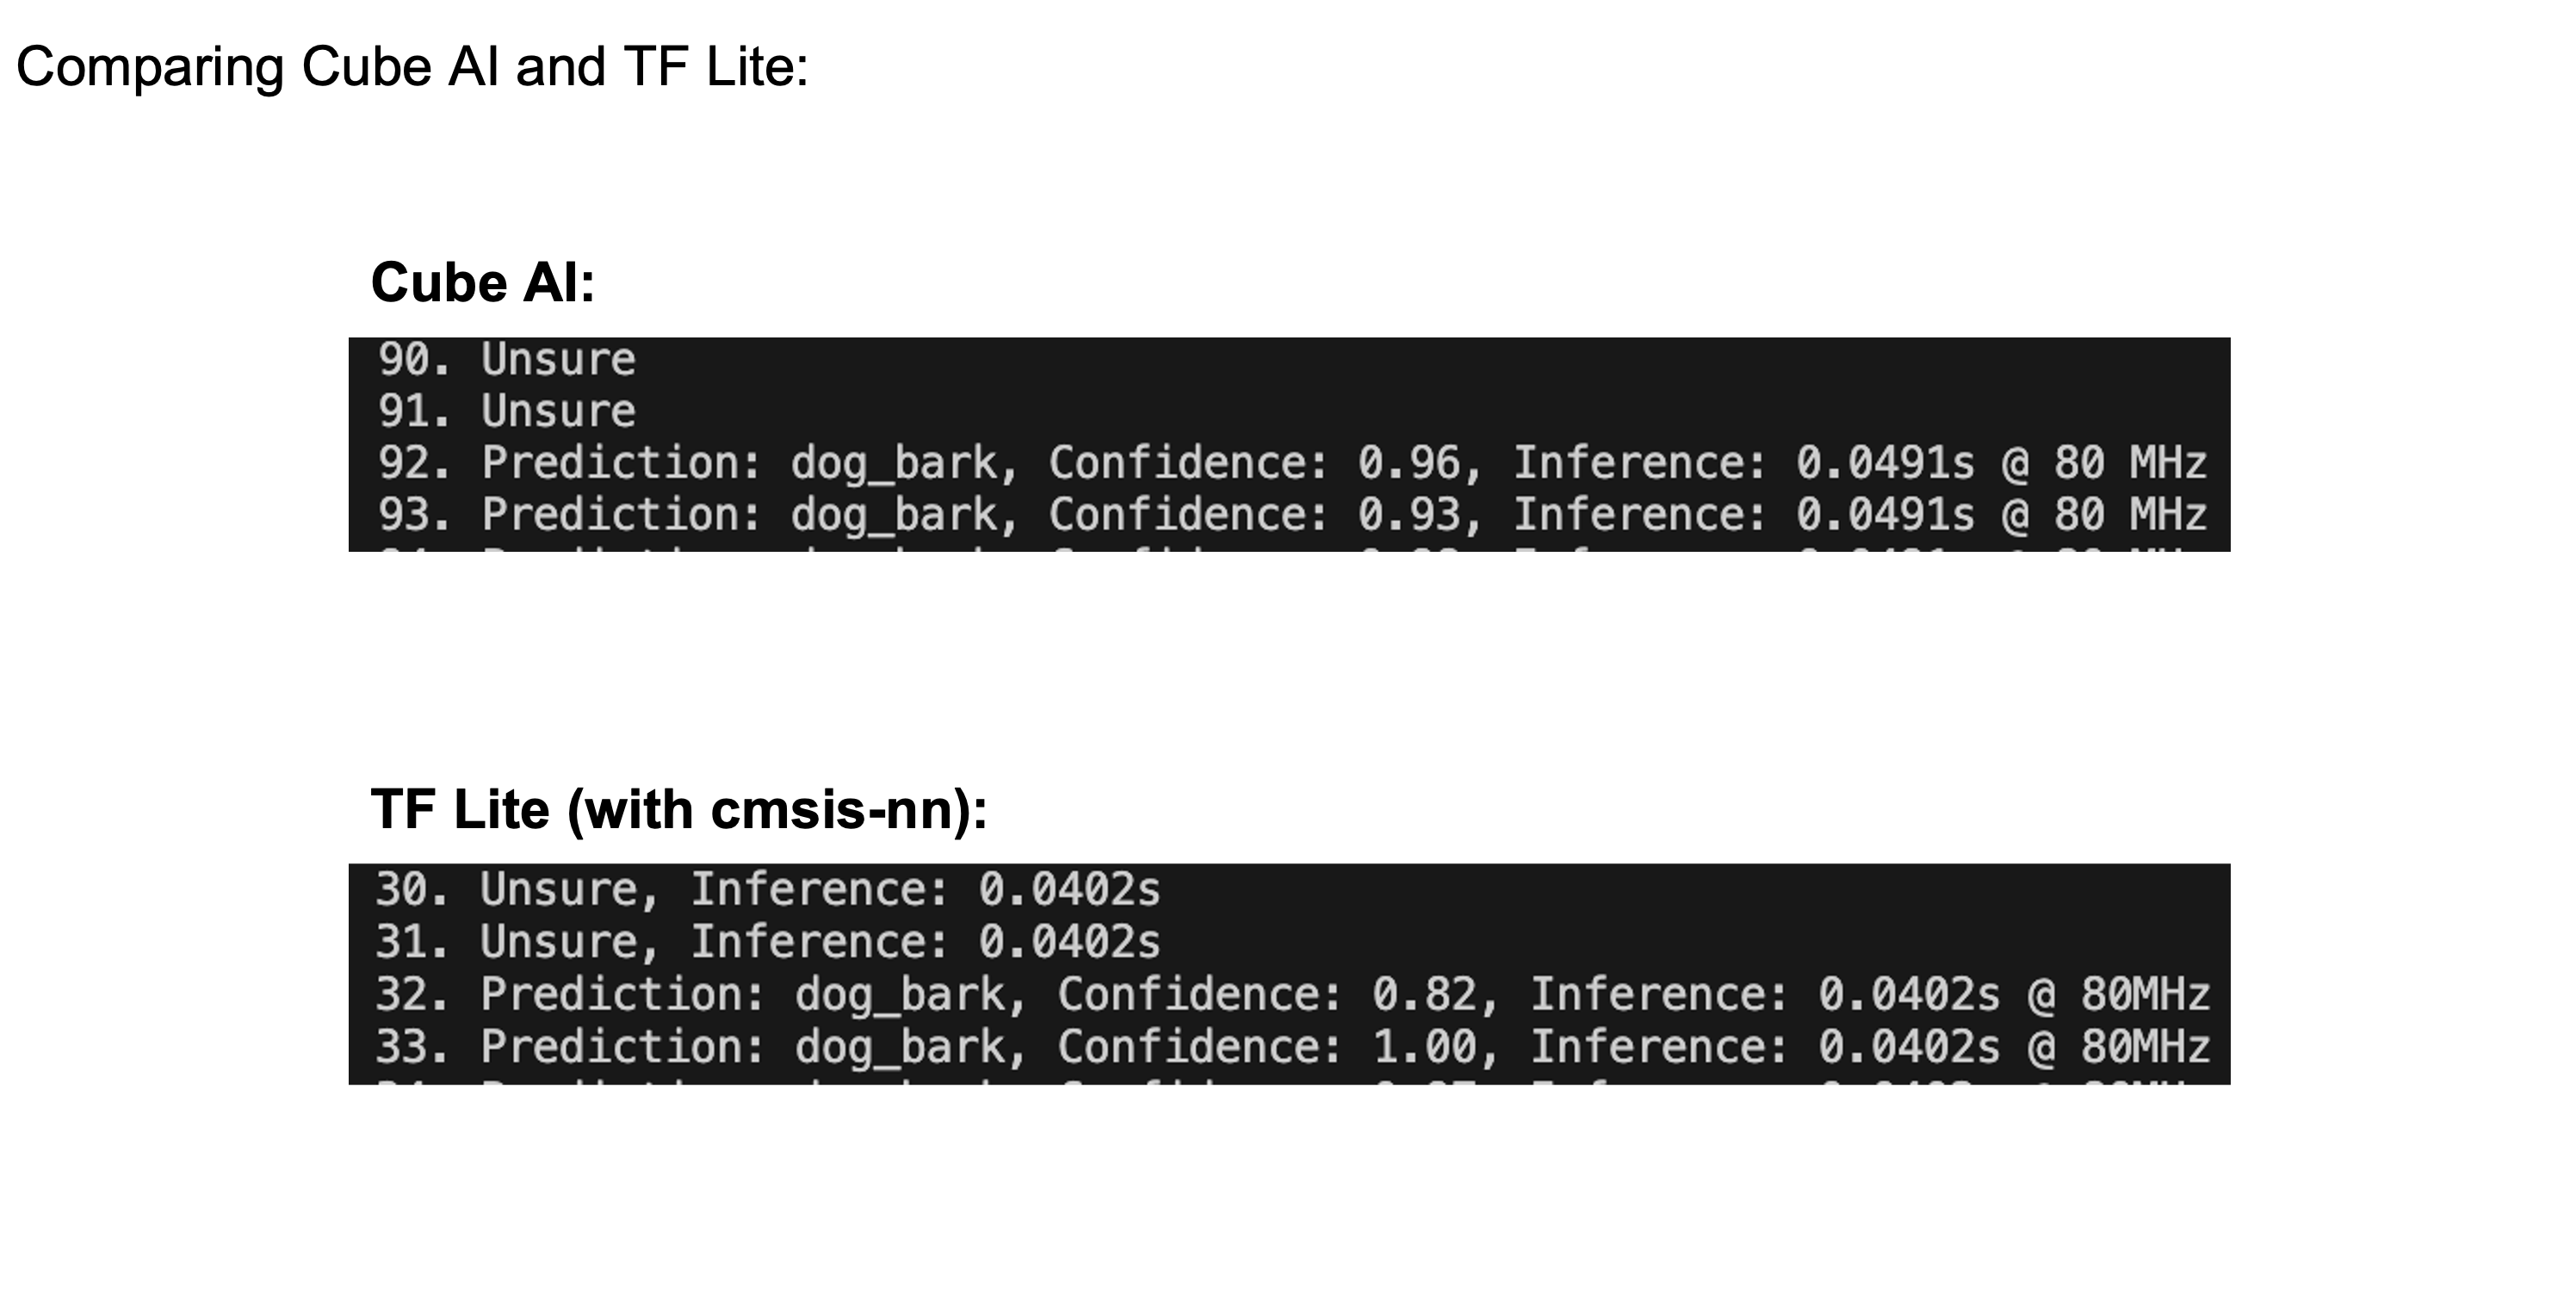 Comparing Cube AI and TF Lite:
Cube AI:
90. Unsure
91. Unsure
92. Prediction: dog_bark, Confidence: 0.96, Inference: 0.0491s @ 80 MHz
93. Prediction: dog_bark, Confidence: 0.93, Inference: 0.0491s @ 80 MHz
TF Lite (with cmsis-nn):
30. Unsure, Inference: 0.0402s
31. Unsure, Inference: 0.0402s
32. Prediction: dog_bark, Confidence: 0.82, Inference: 0.0402s @ 80MHz
33. Prediction: dog_bark, Confidence: 1.00, Inference: 0.0402s @ 80MHz